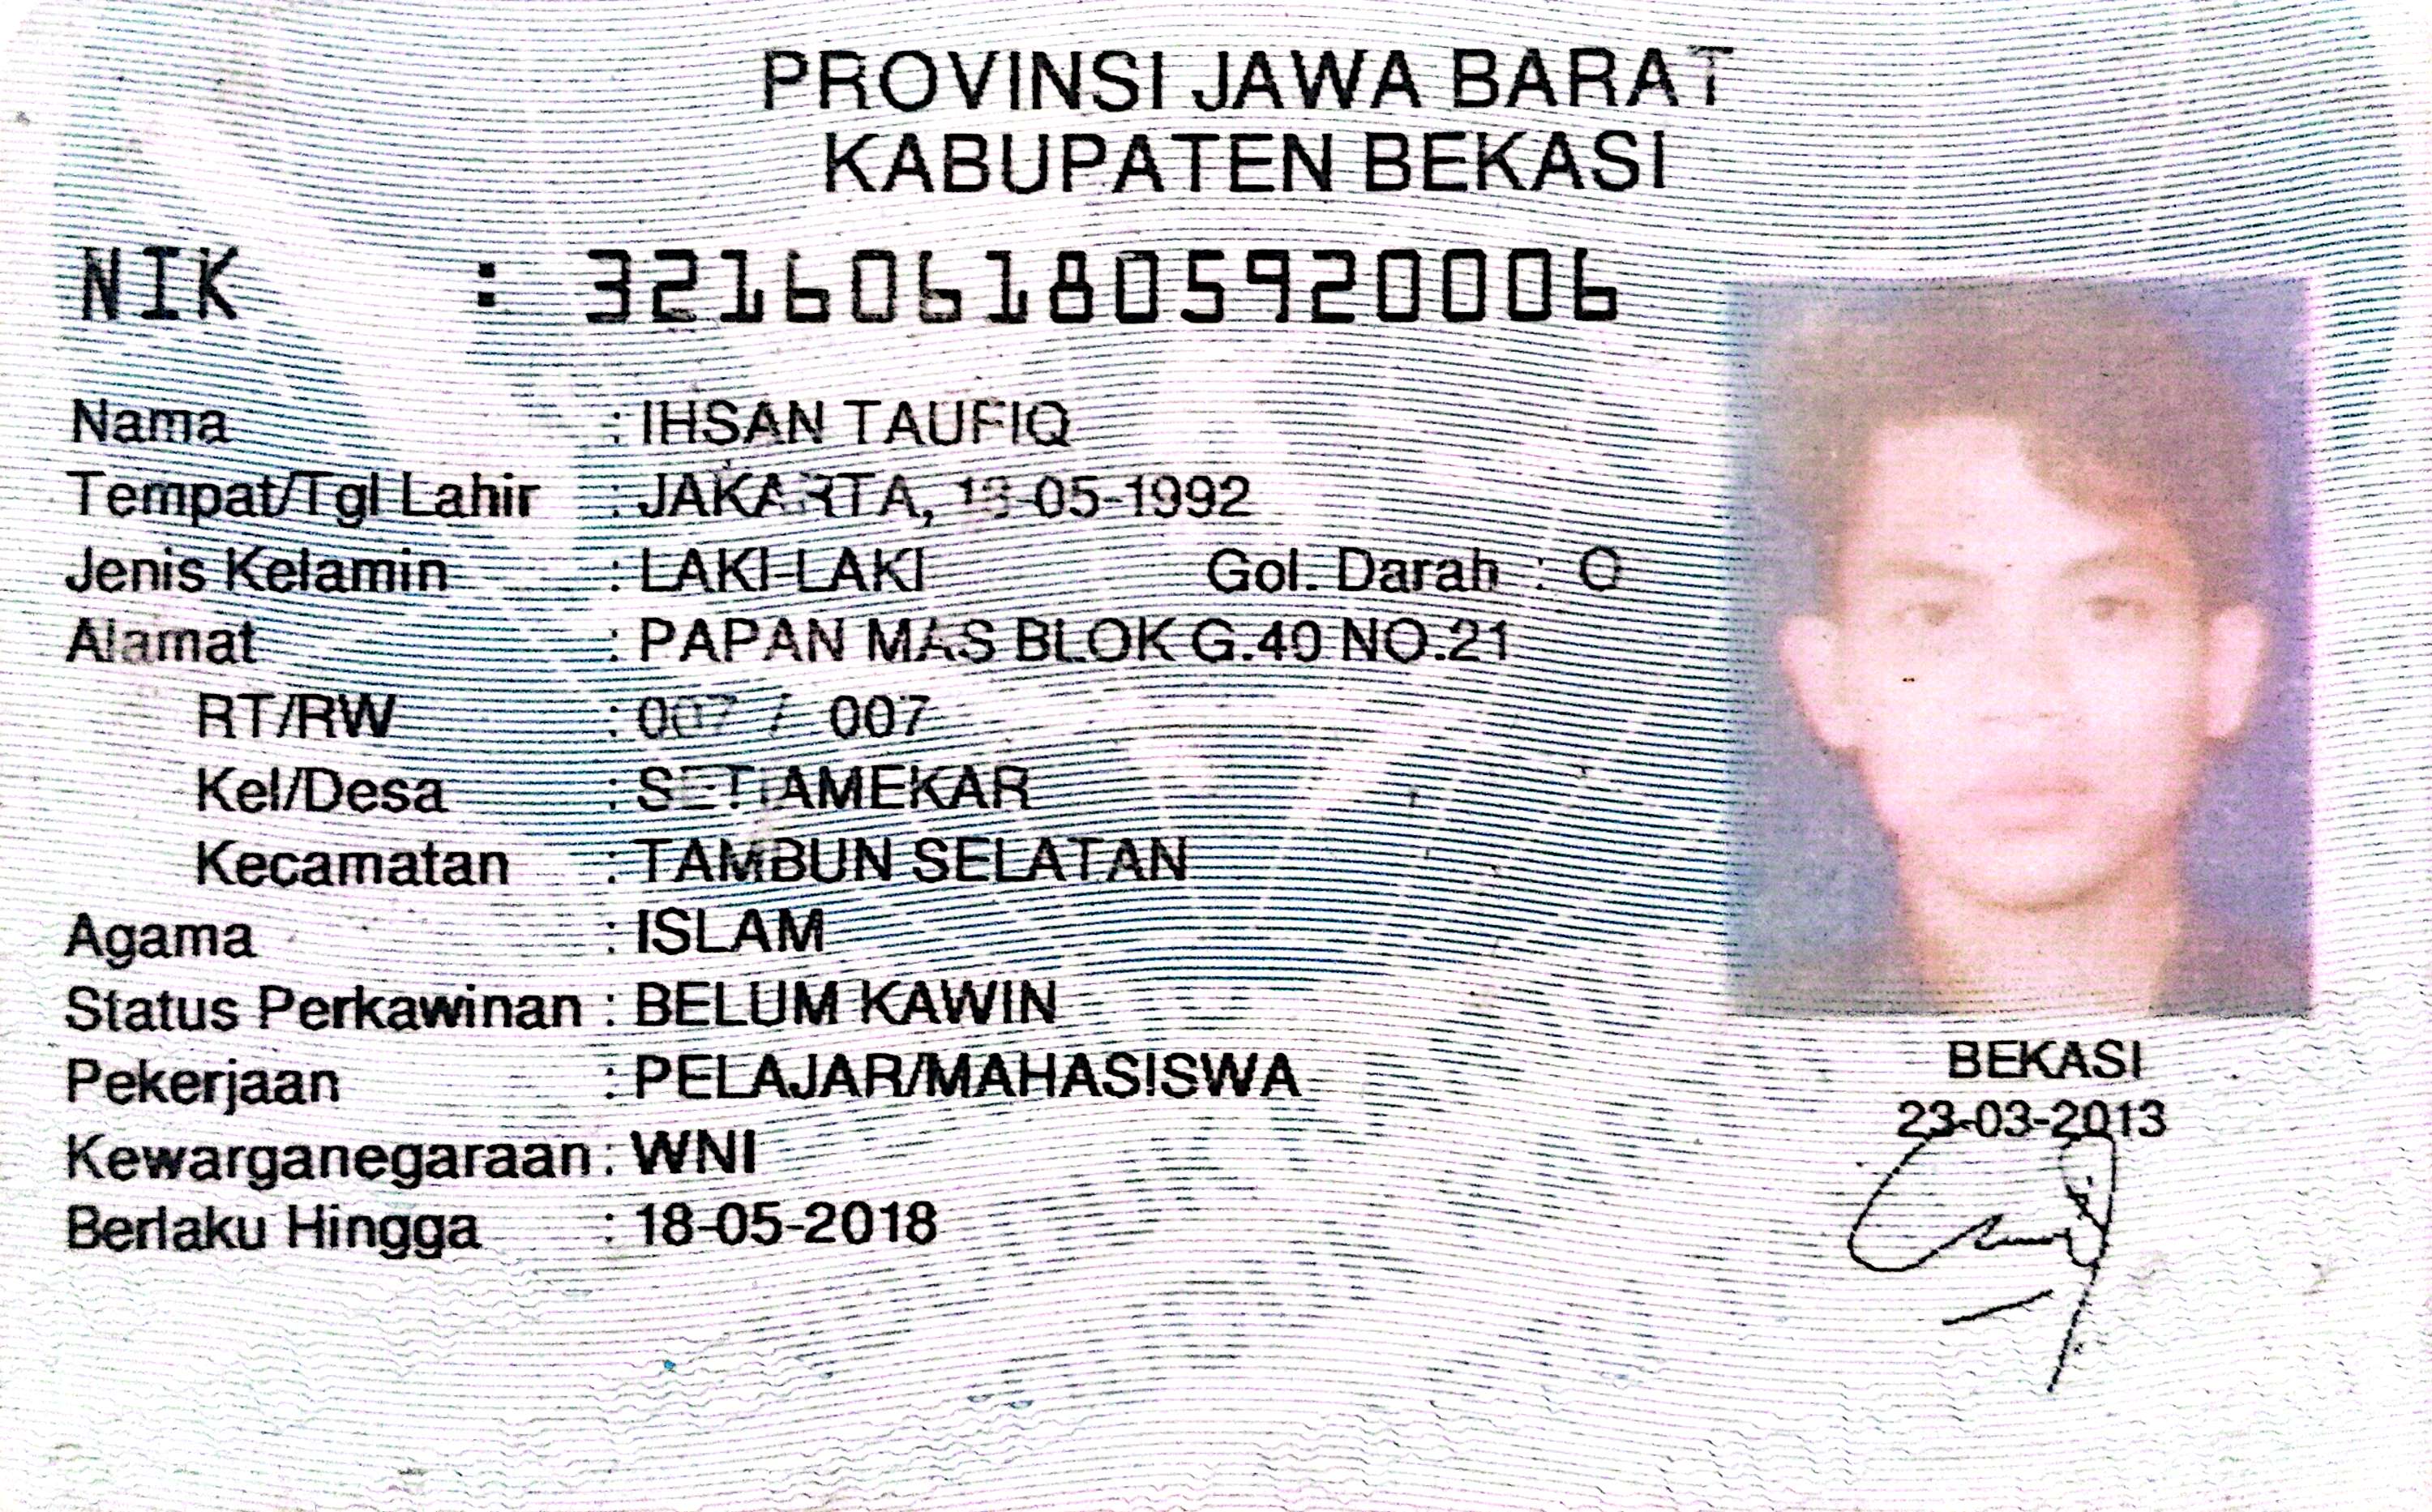 PROVINSI JAWA BARAT
KABUPATEN BEKASI
NIK : 3216061805920006
Nama : IHSAN TAUFIQ
Tempat/Tgl Lahir : JAKARTA, 18-05-1992
Jenis Kelamin : LAKI-LAKI Gol. Darah : O
Alamat : PAPAN MAS BLOK G.40 NO.21
RT/RW : 007 / 007
Kel/Desa : SETIAMEKAR
Kecamatan : TAMBUN SELATAN
Agama : ISLAM
Status Perkawinan : BELUM KAWIN
Pekerjaan : PELAJAR/MAHASISWA
Kewarganegaraan : WNI
Berlaku Hingga : 18-05-2018
BEKASI
23-03-2013